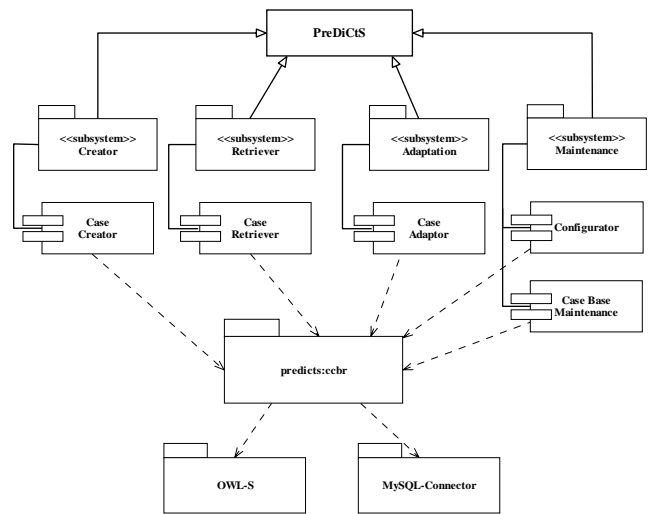 PreDiCtS
<<subsystem>>
Creator
<<subsystem>>
Retriever
<<subsystem>>
Adaptation
<<subsystem>>
Maintenance
Case
Creator
Case
Retriever
Case
Adaptor
Configurator
Case Base
Maintenance
predicts:ccbr
OWL-S
MySQL-Connector